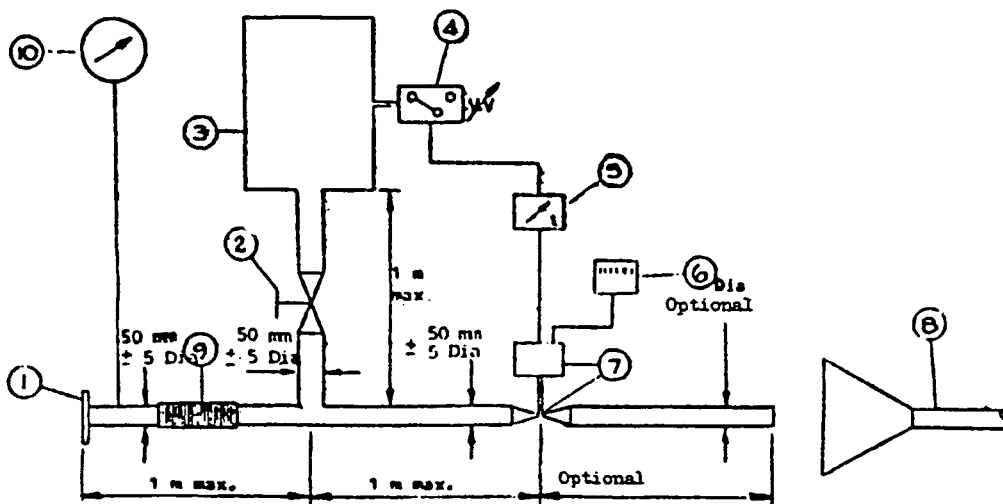 10
4
μV
3
5
2
6
Dia
Optional
1 m
max.
50 mm
± 5 Dia
9
50 mm
± 5 Dia
± 50 mm
5 Dia
7
8
1
1 m max.
1 m max.
Optional